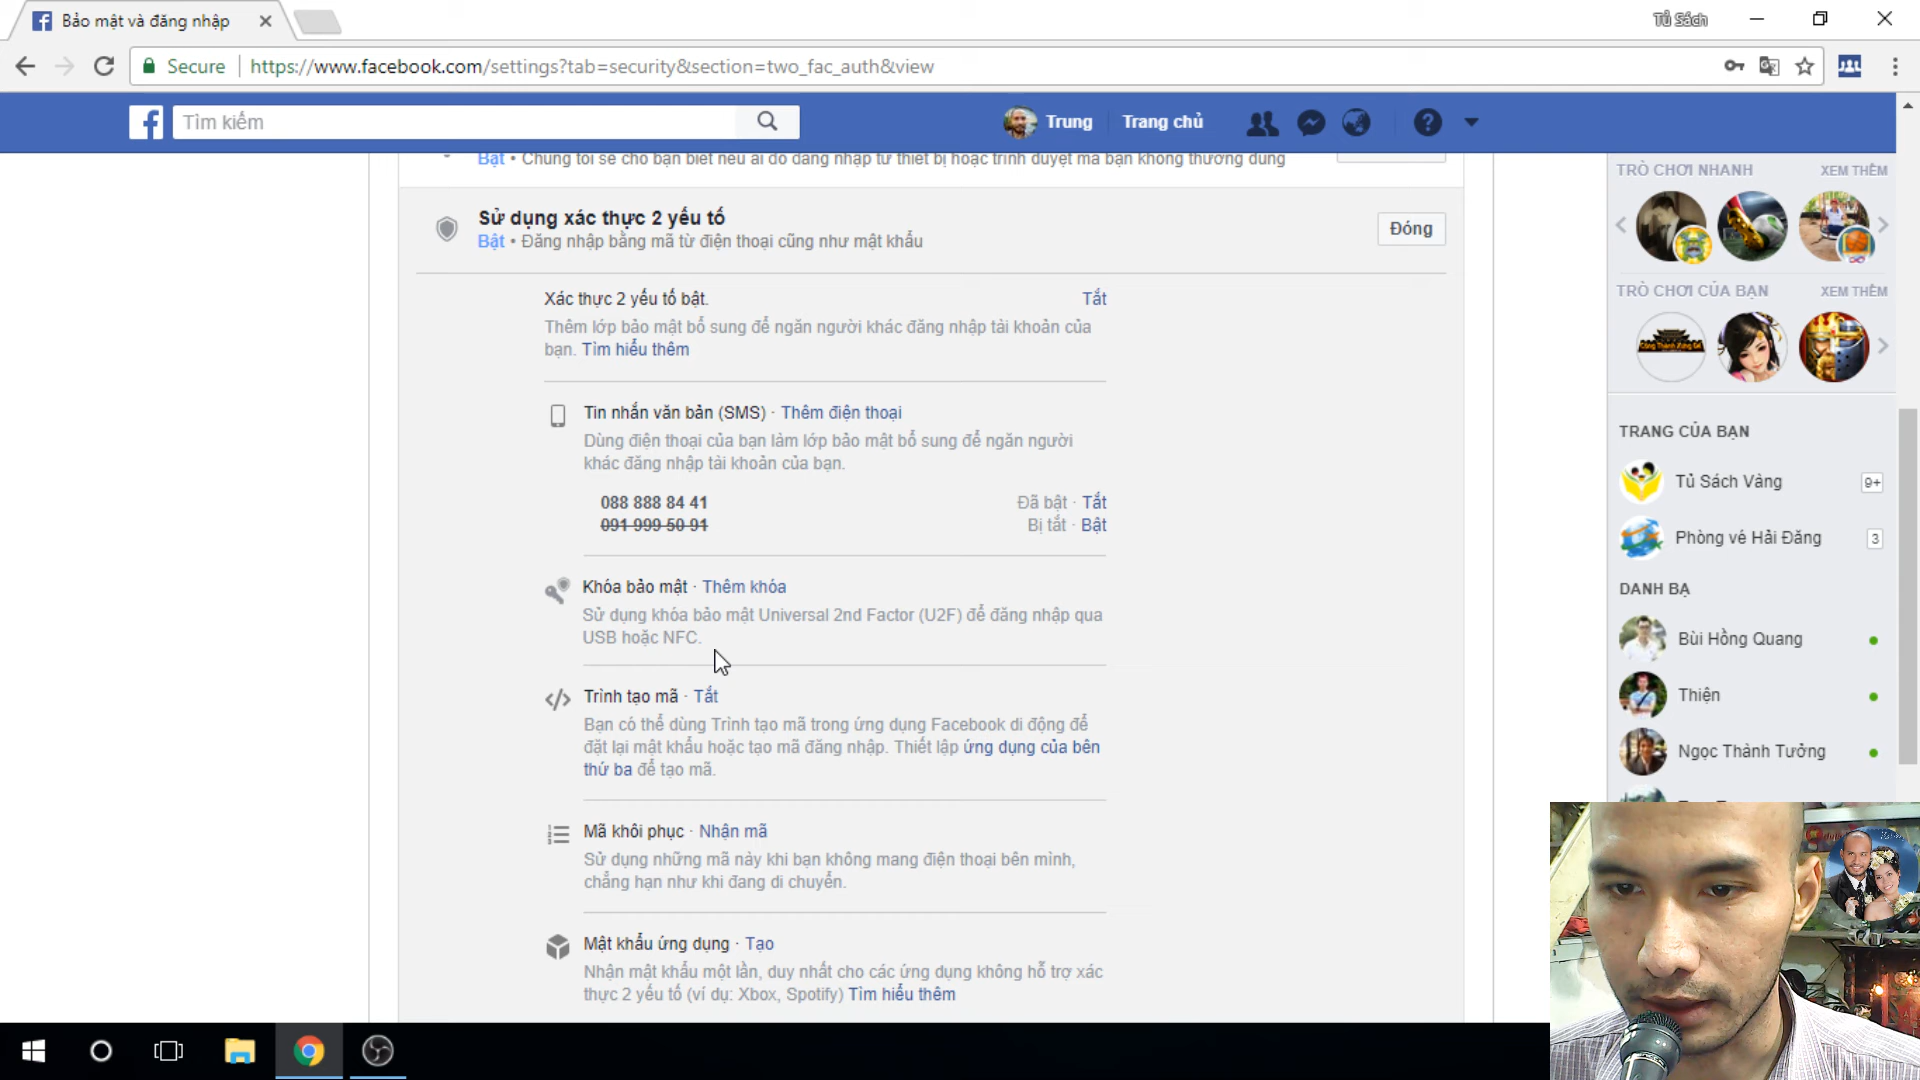 Bảo mật và đăng nhập
Tủ Sách
Secure
https://www.facebook.com/settings?tab=security&section=two_fac_auth&view
Tìm kiếm
Trung
Trang chủ
Bật • Chúng tôi sẽ cho bạn biết nếu ai đó đăng nhập từ thiết bị hoặc trình duyệt mà bạn không thường dùng
Sử dụng xác thực 2 yếu tố
Bật • Đăng nhập bằng mã từ điện thoại cũng như mật khẩu
Đóng
Xác thực 2 yếu tố bật.
Tắt
Thêm lớp bảo mật bổ sung để ngăn người khác đăng nhập tài khoản của
bạn. Tìm hiểu thêm
Tin nhắn văn bản (SMS) · Thêm điện thoại
Dùng điện thoại của bạn làm lớp bảo mật bổ sung để ngăn người
khác đăng nhập tài khoản của bạn.
088 888 84 41
Đã bật · Tắt
091 999 50 91
Bị tắt · Bật
Khóa bảo mật · Thêm khóa
Sử dụng khóa bảo mật Universal 2nd Factor (U2F) để đăng nhập qua
USB hoặc NFC.
Trình tạo mã · Tắt
Bạn có thể dùng Trình tạo mã trong ứng dụng Facebook di động để
đặt lại mật khẩu hoặc tạo mã đăng nhập. Thiết lập ứng dụng của bên
thứ ba để tạo mã.
Mã khôi phục · Nhận mã
Sử dụng những mã này khi bạn không mang điện thoại bên mình,
chẳng hạn như khi đang di chuyển.
Mật khẩu ứng dụng · Tạo
Nhận mật khẩu một lần, duy nhất cho các ứng dụng không hỗ trợ xác
thực 2 yếu tố (ví dụ: Xbox, Spotify) Tìm hiểu thêm
TRÒ CHƠI NHANH
XEM THÊM
TRÒ CHƠI CỦA BẠN
XEM THÊM
TRANG CỦA BẠN
Tủ Sách Vàng
9+
Phòng vé Hải Đăng
3
DANH BẠ
Bùi Hồng Quang
Thiện
Ngọc Thành Tưởng